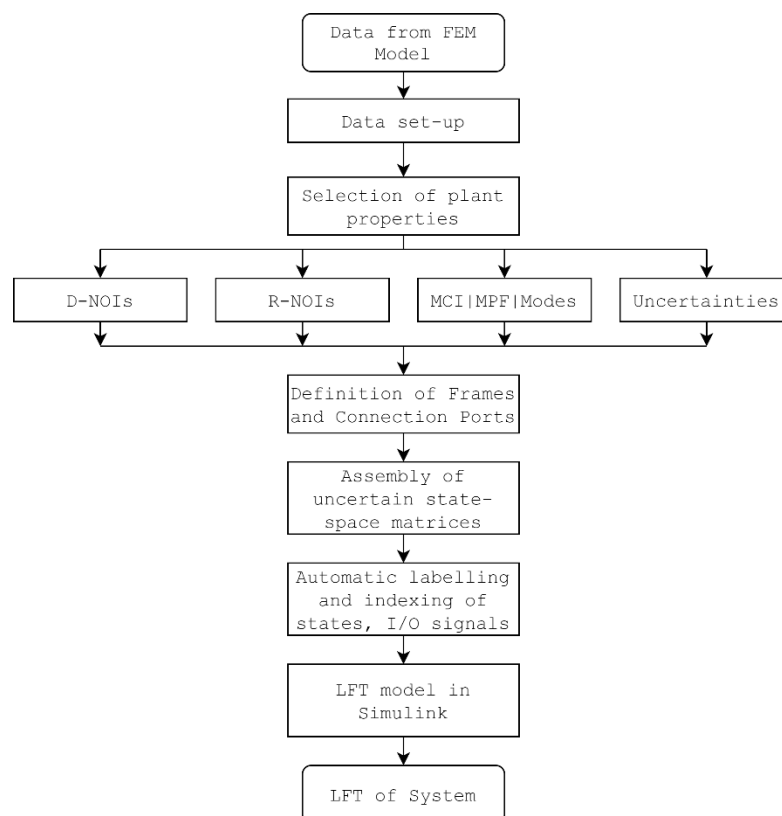 Data from FEM
Model
Data set-up
Selection of plant
properties
D-NOIs
R-NOIs
MCI|MPF|Modes
Uncertainties
Definition of Frames
and Connection Ports
Assembly of
uncertain state-
space matrices
Automatic labelling
and indexing of
states, I/O signals
LFT model in
Simulink
LFT of System